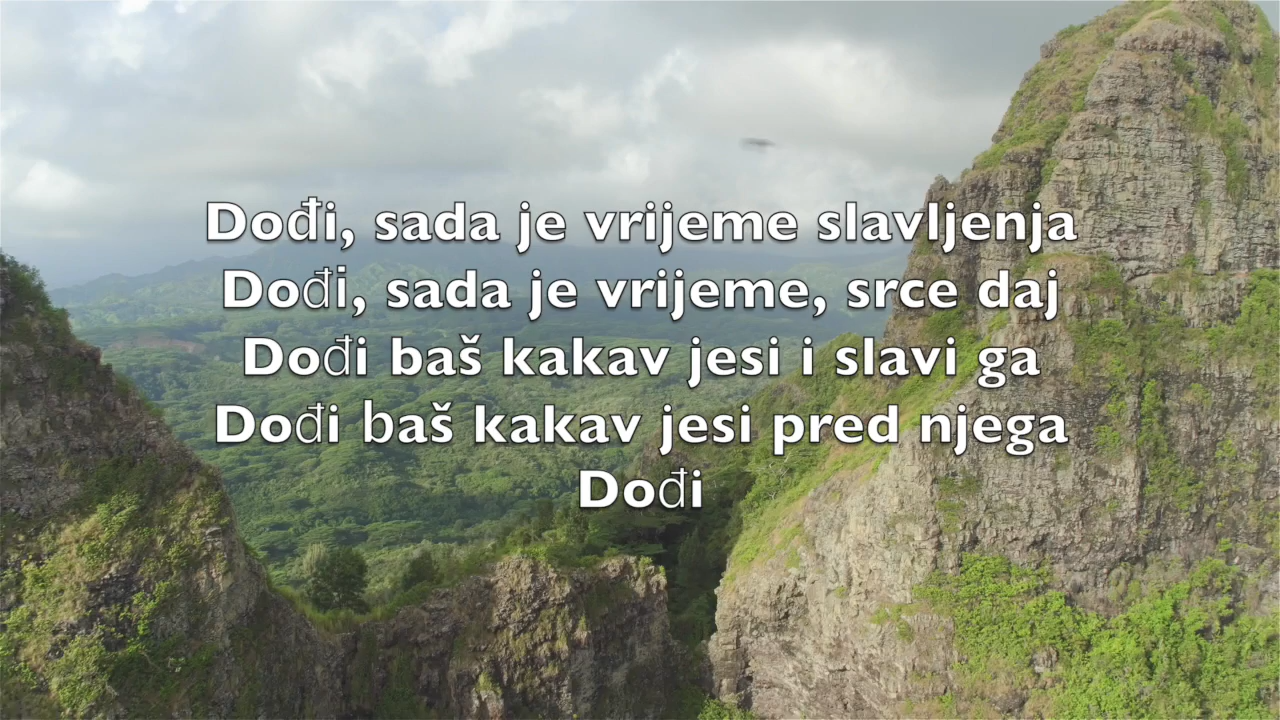 Dođi, sada je vrijeme slavljenja
Dođi, sada je vrijeme, srce daj
Dođi baš kakav jesi i slavi ga
Dođi baš kakav jesi pred njega
Dođi